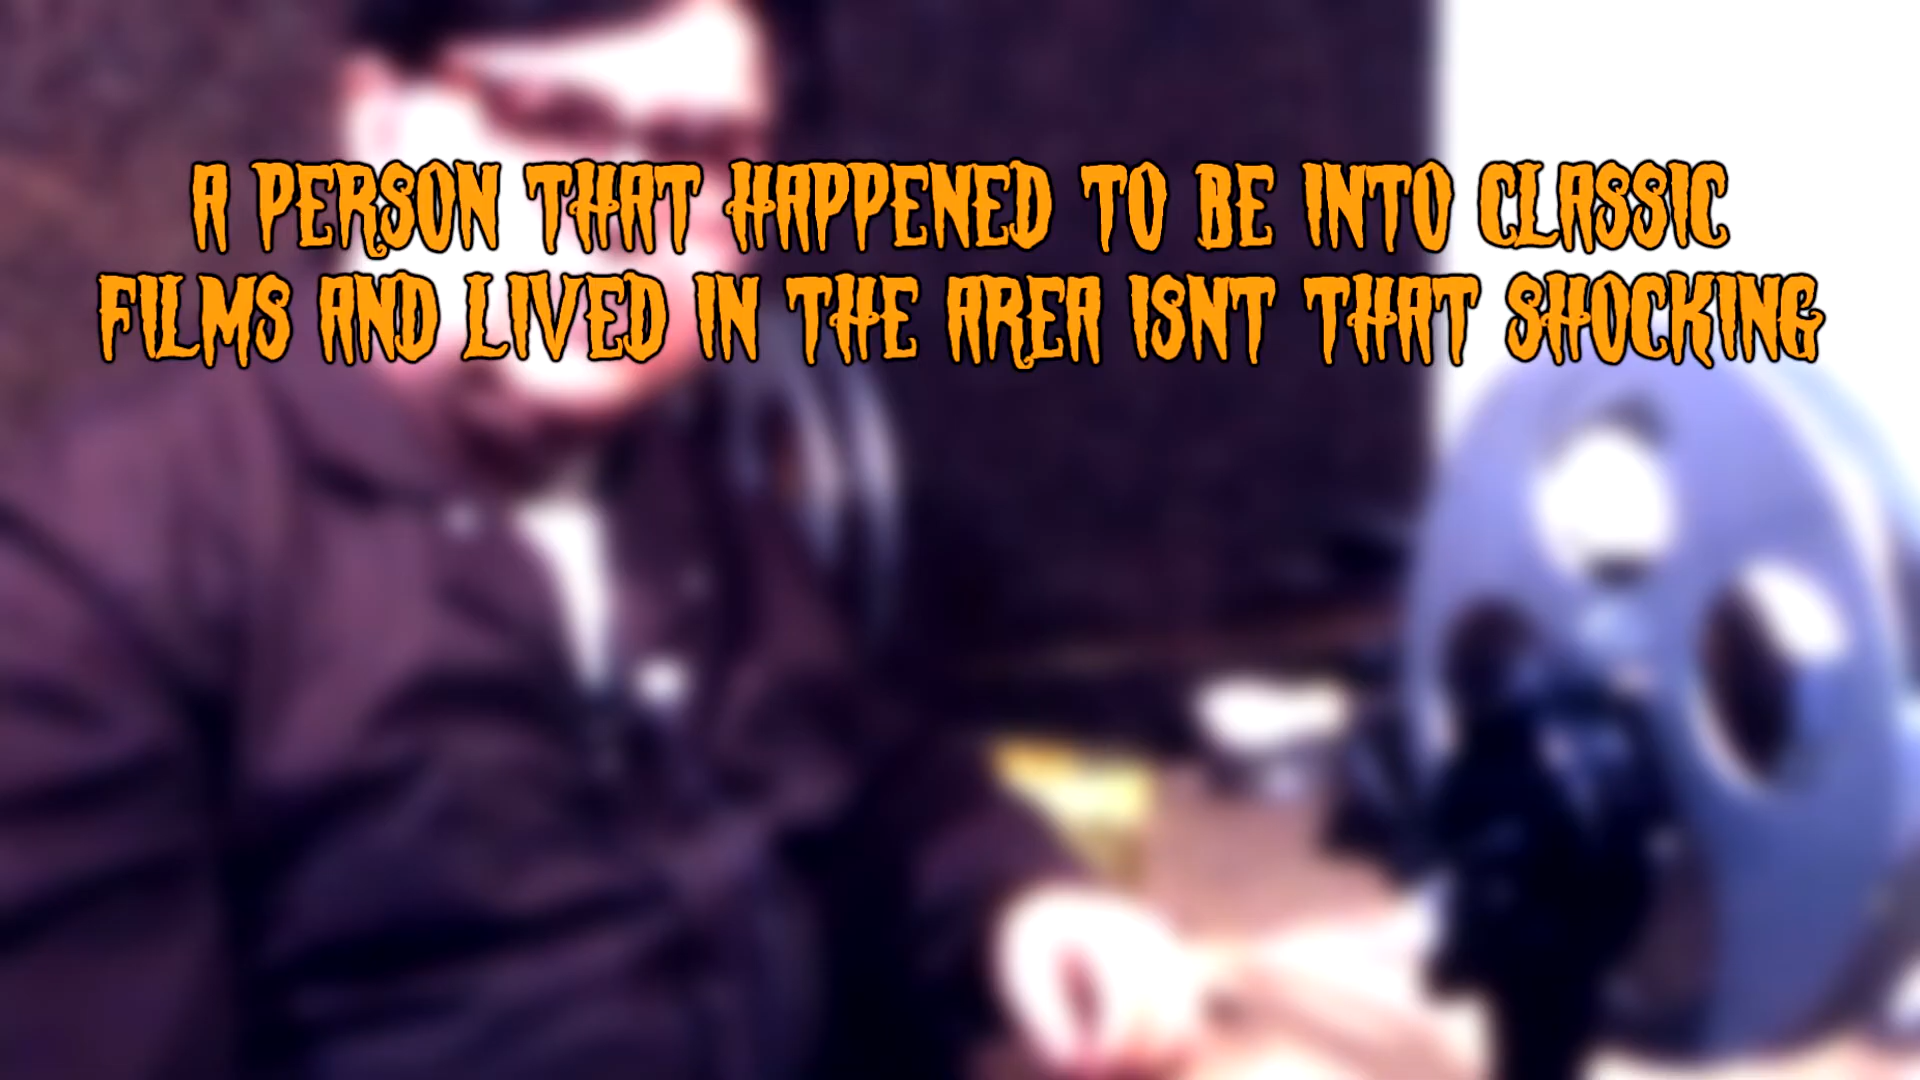 A PERSON THAT HAPPENED TO BE INTO CLASSIC
FILMS AND LIVED IN THE AREA ISNT THAT SHOCKING